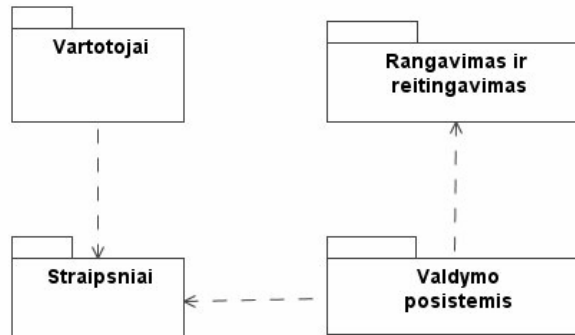 Vartotojai
Rangavimas ir
reitingavimas
Straipsniai
Valdymo
posistemis